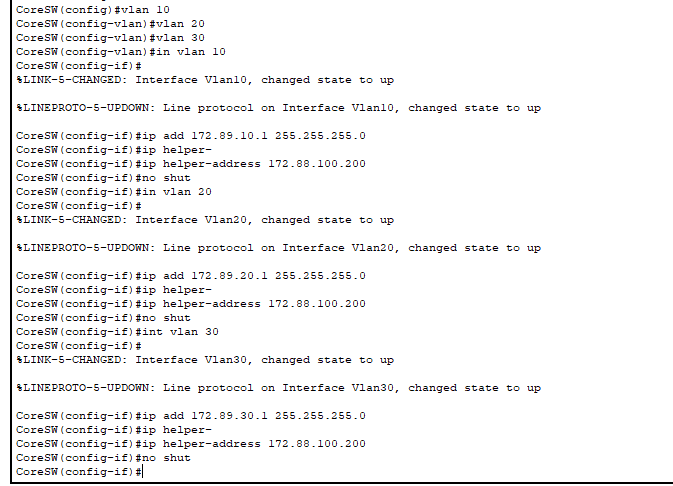 CoreSW(config)#vlan 10
CoreSW(config-vlan)#vlan 20
CoreSW(config-vlan)#vlan 30
CoreSW(config-vlan)#in vlan 10
CoreSW(config-if)#
%LINK-5-CHANGED: Interface Vlan10, changed state to up
%LINEPROTO-5-UPDOWN: Line protocol on Interface Vlan10, changed state to up
CoreSW(config-if)#ip add 172.89.10.1 255.255.255.0
CoreSW(config-if)#ip helper-
CoreSW(config-if)#ip helper-address 172.88.100.200
CoreSW(config-if)#no shut
CoreSW(config-if)#in vlan 20
CoreSW(config-if)#
%LINK-5-CHANGED: Interface Vlan20, changed state to up
%LINEPROTO-5-UPDOWN: Line protocol on Interface Vlan20, changed state to up
CoreSW(config-if)#ip add 172.89.20.1 255.255.255.0
CoreSW(config-if)#ip helper-
CoreSW(config-if)#ip helper-address 172.88.100.200
CoreSW(config-if)#no shut
CoreSW(config-if)#int vlan 30
CoreSW(config-if)#
%LINK-5-CHANGED: Interface Vlan30, changed state to up
%LINEPROTO-5-UPDOWN: Line protocol on Interface Vlan30, changed state to up
CoreSW(config-if)#ip add 172.89.30.1 255.255.255.0
CoreSW(config-if)#ip helper-
CoreSW(config-if)#ip helper-address 172.88.100.200
CoreSW(config-if)#no shut
CoreSW(config-if)#